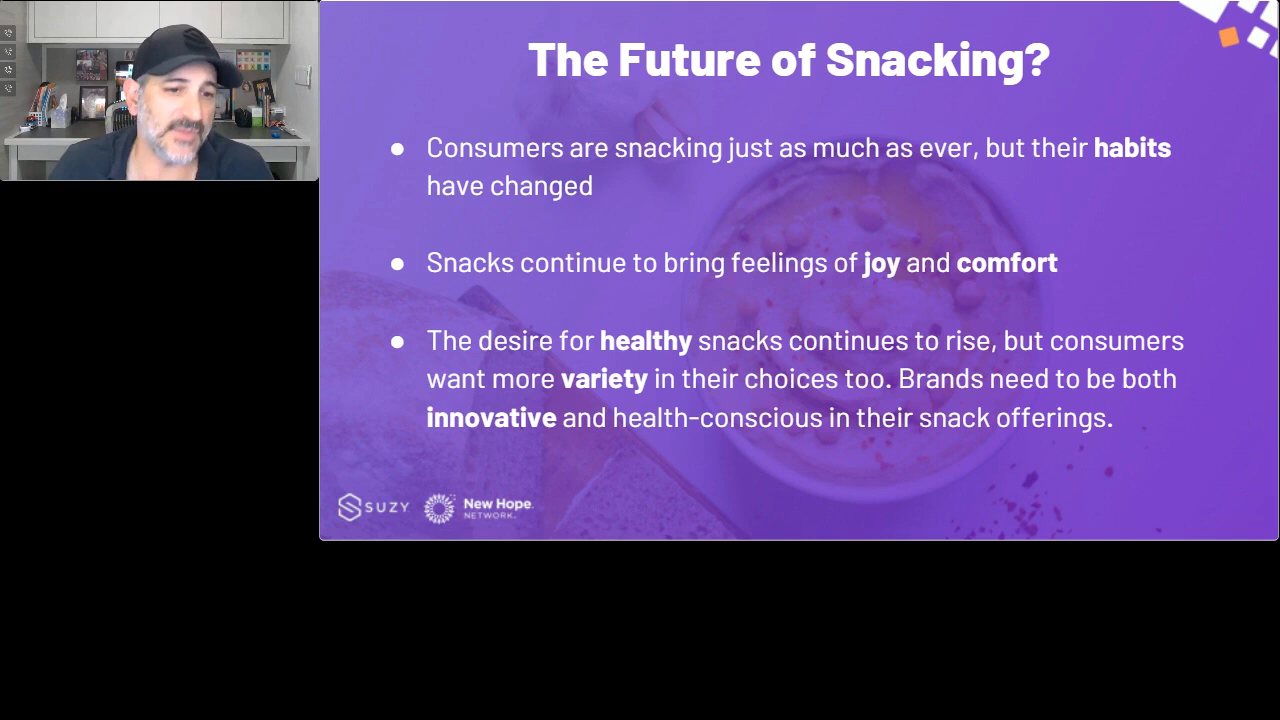 The Future of Snacking?
● Consumers are snacking just as much as ever, but their habits
have changed
● Snacks continue to bring feelings of joy and comfort
● The desire for healthy snacks continues to rise, but consumers
want more variety in their choices too. Brands need to be both
innovative and health-conscious in their snack offerings.
SUZY
New Hope
NETWORK